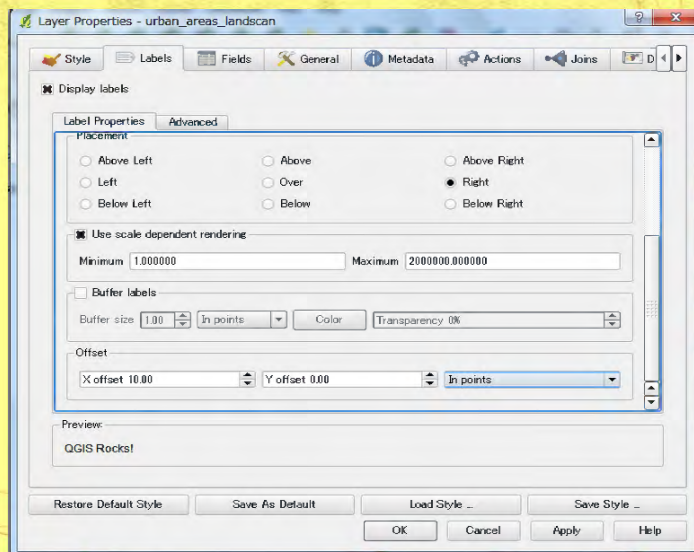 Layer Properties - urban_areas_landscan
Style Labels Fields General Metadata Actions Joins D
Display labels
Label Properties Advanced
Placement
Above Left Above Above Right
Left Over Right
Below Left Below Below Right
Use scale dependent rendering
Minimum 1.000000 Maximum 2000000.000000
Buffer labels
Buffer size 1.00 In points Color Transparency 0%
Offset
X offset 10.00 Y offset 0.00 In points
Preview:
QGIS Rocks!
Restore Default Style Save As Default Load Style ... Save Style ...
OK Cancel Apply Help